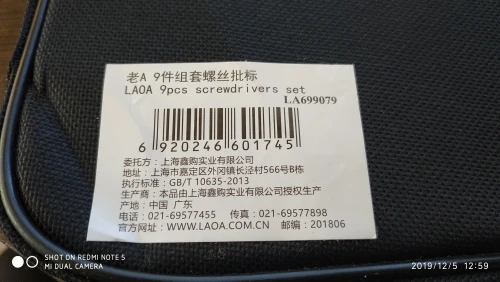 老A 9件组套螺丝批标
LAOA 9pcs screwdrivers set
LA699079
6 920246 601745
委托方：上海鑫购实业有限公司
地址：上海市嘉定区外冈镇长泾村566号B栋
执行标准：GB/T 10635-2013
生产商：本品由上海鑫购实业有限公司授权生产
产地：中国 广东
电话：021-69577455 传真：021-69577898
官方网址：WWW.LAOA.COM.CN 邮编：201806
SHOT ON REDMI NOTE 5
MI DUAL CAMERA
2019/12/5 12:59